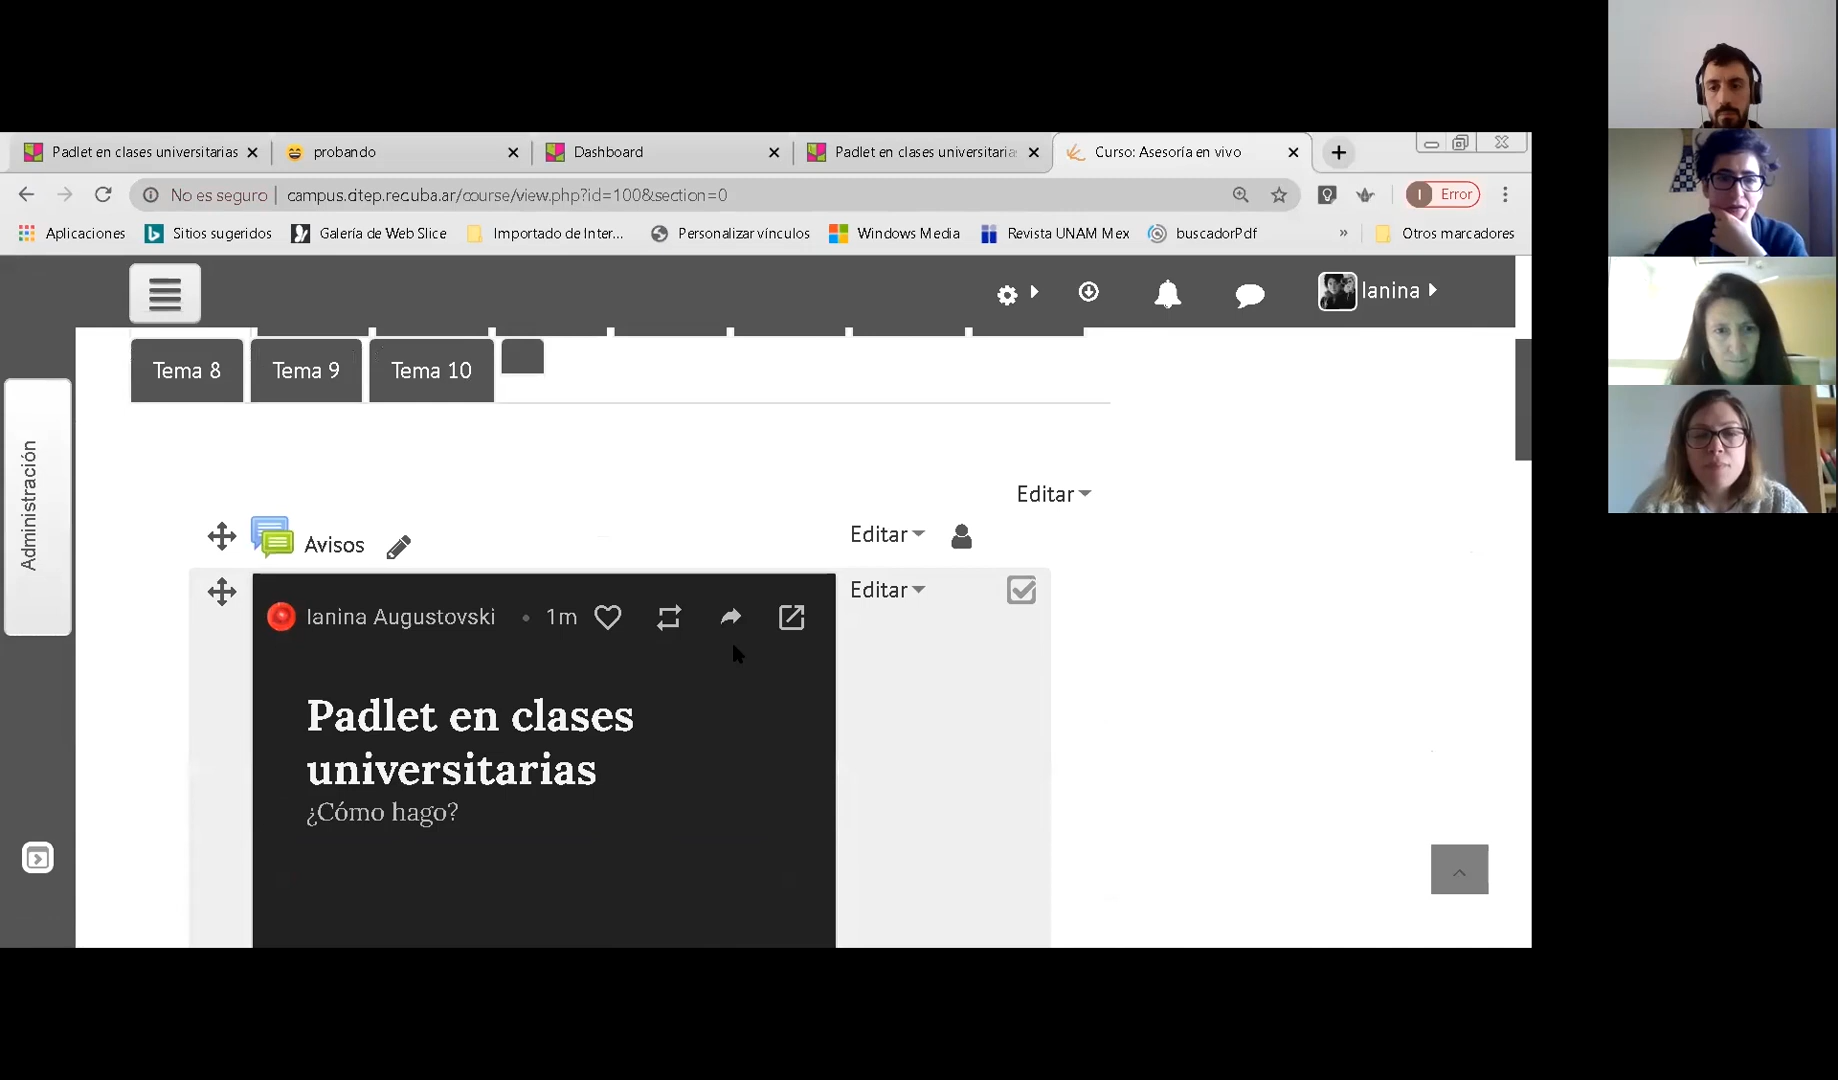 Padlet en clases universitarias
probando
Dashboard
Padlet en clases universitaria
Curso: Asesoría en vivo
No es seguro
campus.dtep.rec.uba.ar/course/view.php?id=100&section=0
I Error
Aplicaciones
Sitios sugeridos
Galería de Web Slice
Importado de Inter...
Personalizar vínculos
Windows Media
Revista UNAM Mex
buscadorPdf
»
Otros marcadores
Ianina
Tema 8
Tema 9
Tema 10
Administración
Editar
Avisos
Editar
Ianina Augustovski • 1m
Editar
Padlet en clases
universitarias
¿Cómo hago?